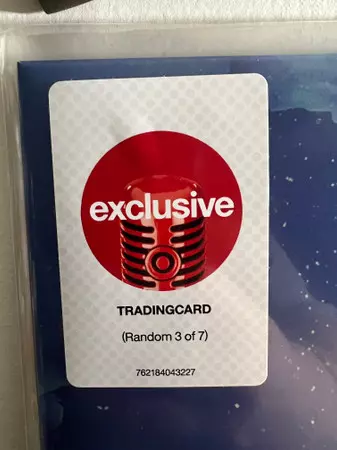 exclusive
TRADINGCARD
(Random 3 of 7)
762184043227